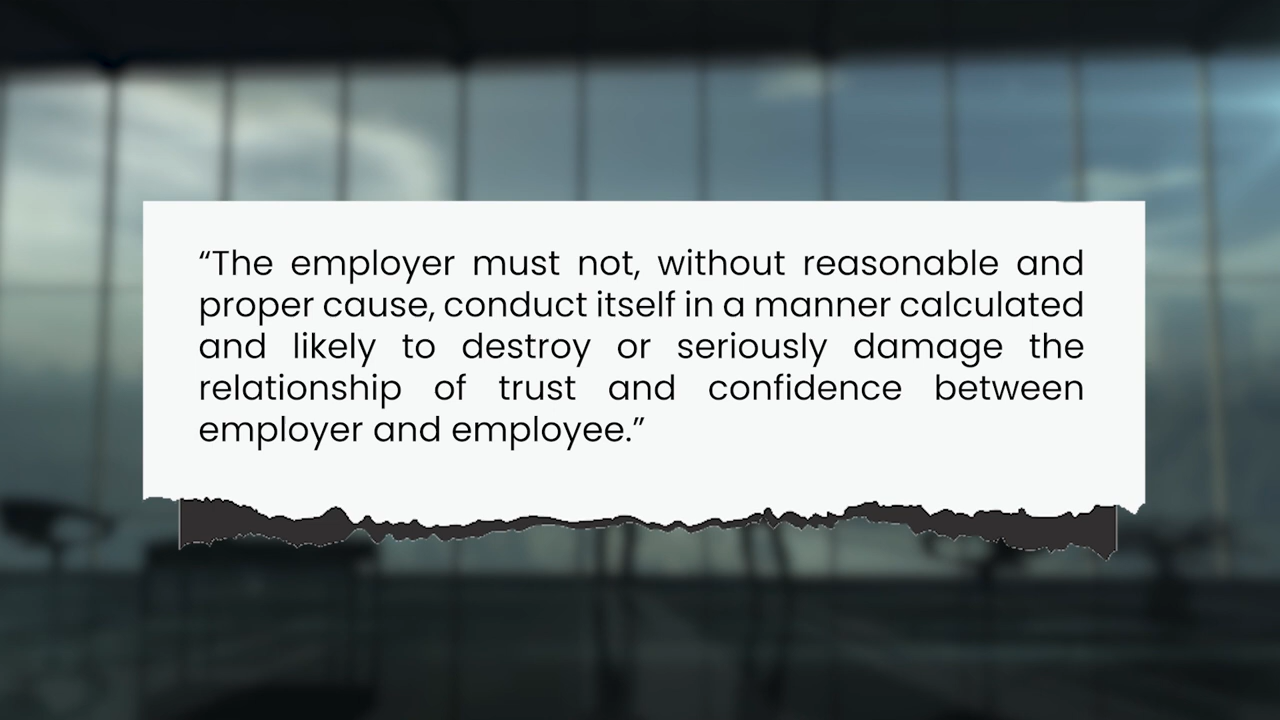 “The employer must not, without reasonable and
proper cause, conduct itself in a manner calculated
and likely to destroy or seriously damage the
relationship of trust and confidence between
employer and employee.”